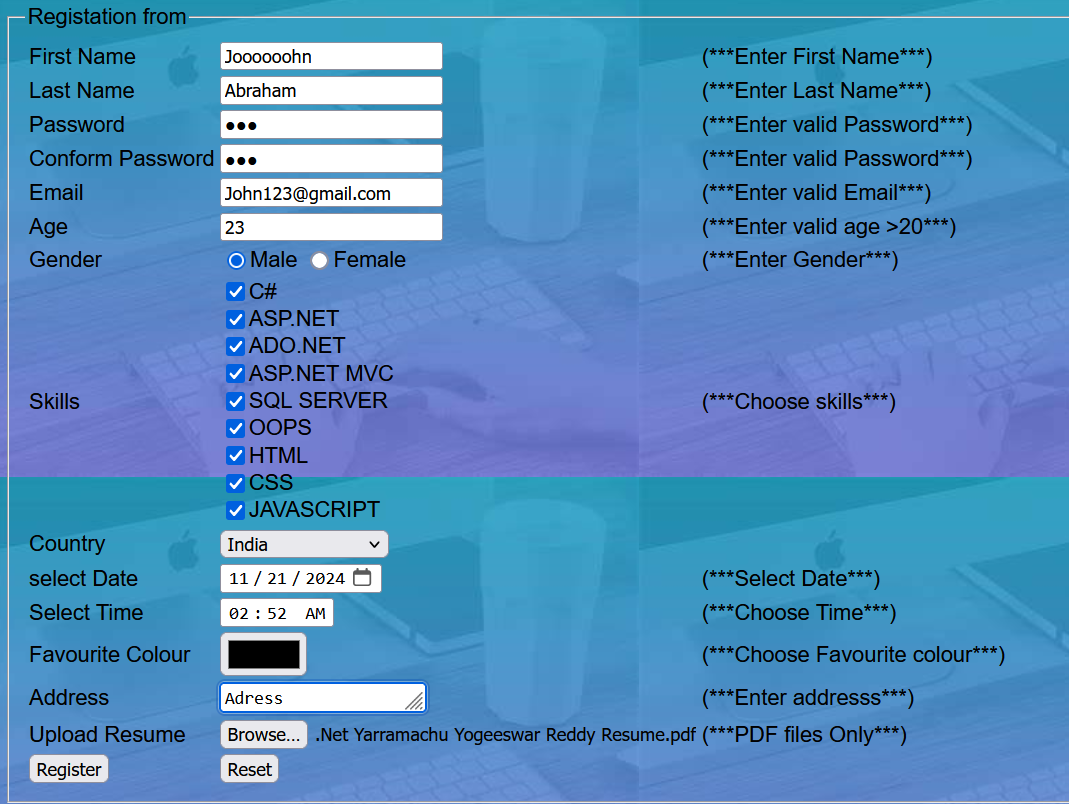 Registation from
First Name Joooooohn (***Enter First Name***)
Last Name Abraham (***Enter Last Name***)
Password ●●● (***Enter valid Password***)
Conform Password ●●● (***Enter valid Password***)
Email John123@gmail.com (***Enter valid Email***)
Age 23 (***Enter valid age >20***)
Gender Male Female (***Enter Gender***)
C#
ASP.NET
ADO.NET
ASP.NET MVC
Skills SQL SERVER (***Choose skills***)
OOPS
HTML
CSS
JAVASCRIPT
Country India
select Date 11/21/2024 (***Select Date***)
Select Time 02:52 AM (***Choose Time***)
Favourite Colour (***Choose Favourite colour***)
Address Adress (***Enter addresss***)
Upload Resume Browse... .Net Yarramachu Yogeeswar Reddy Resume.pdf (***PDF files Only***)
Register Reset